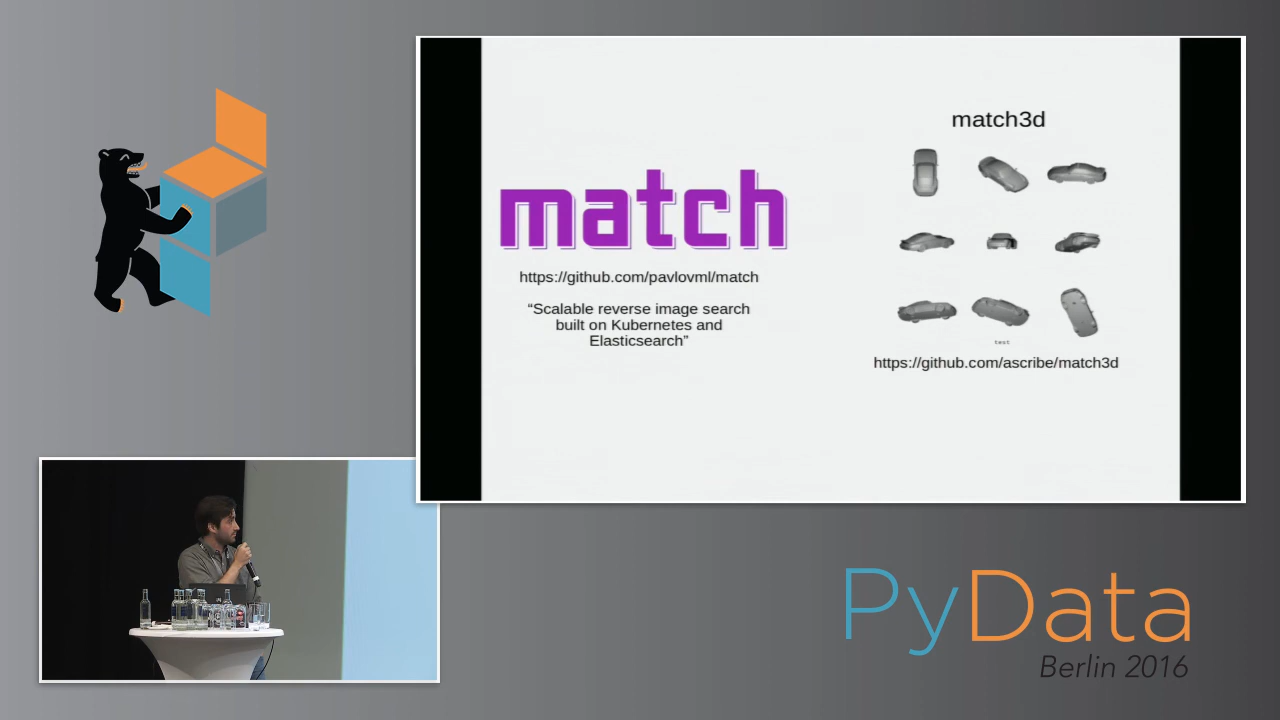 match
https://github.com/pavlovml/match
“Scalable reverse image search
built on Kubernetes and
Elasticsearch”
match3d
text
https://github.com/ascribe/match3d
PyData
Berlin 2016